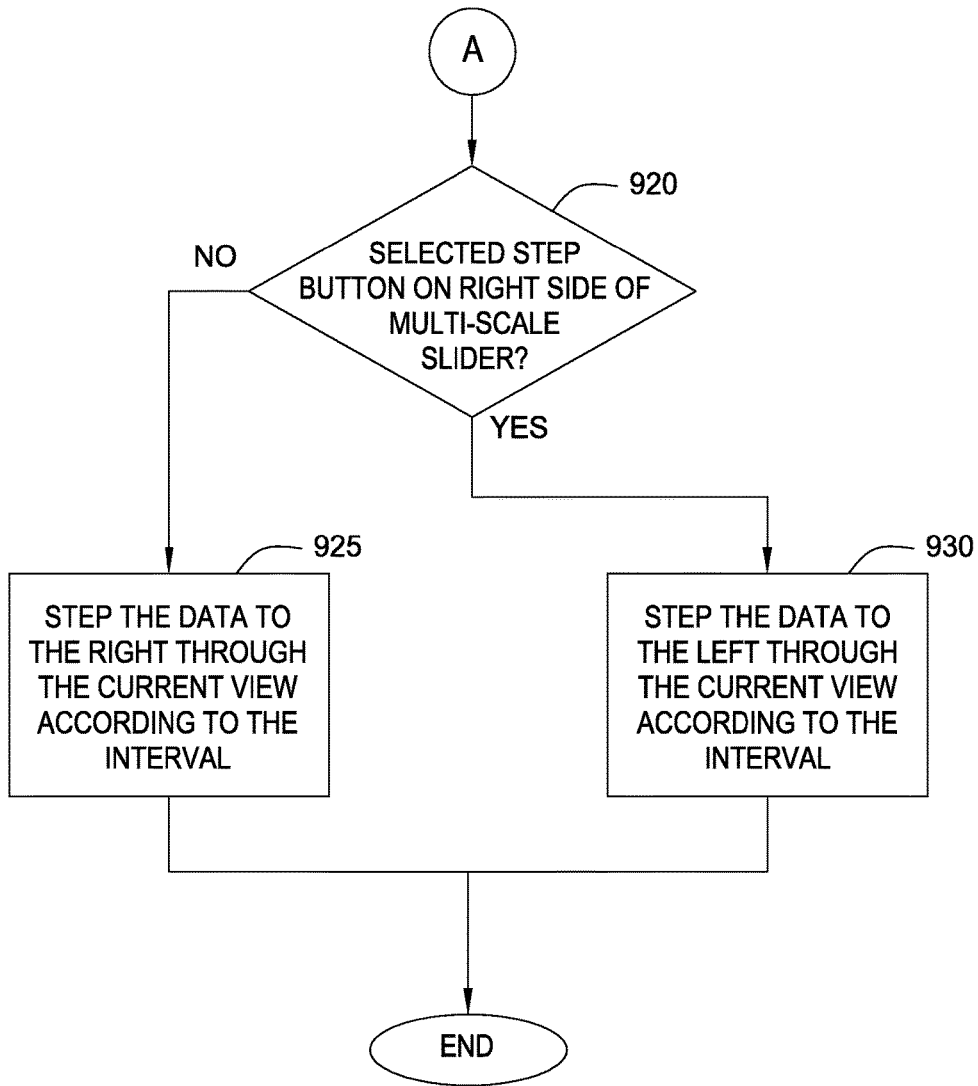 A
920
NO
SELECTED STEP
BUTTON ON RIGHT SIDE OF
MULTI-SCALE
SLIDER?
YES
925
STEP THE DATA TO
THE RIGHT THROUGH
THE CURRENT VIEW
ACCORDING TO THE
INTERVAL
930
STEP THE DATA TO
THE LEFT THROUGH
THE CURRENT VIEW
ACCORDING TO THE
INTERVAL
END